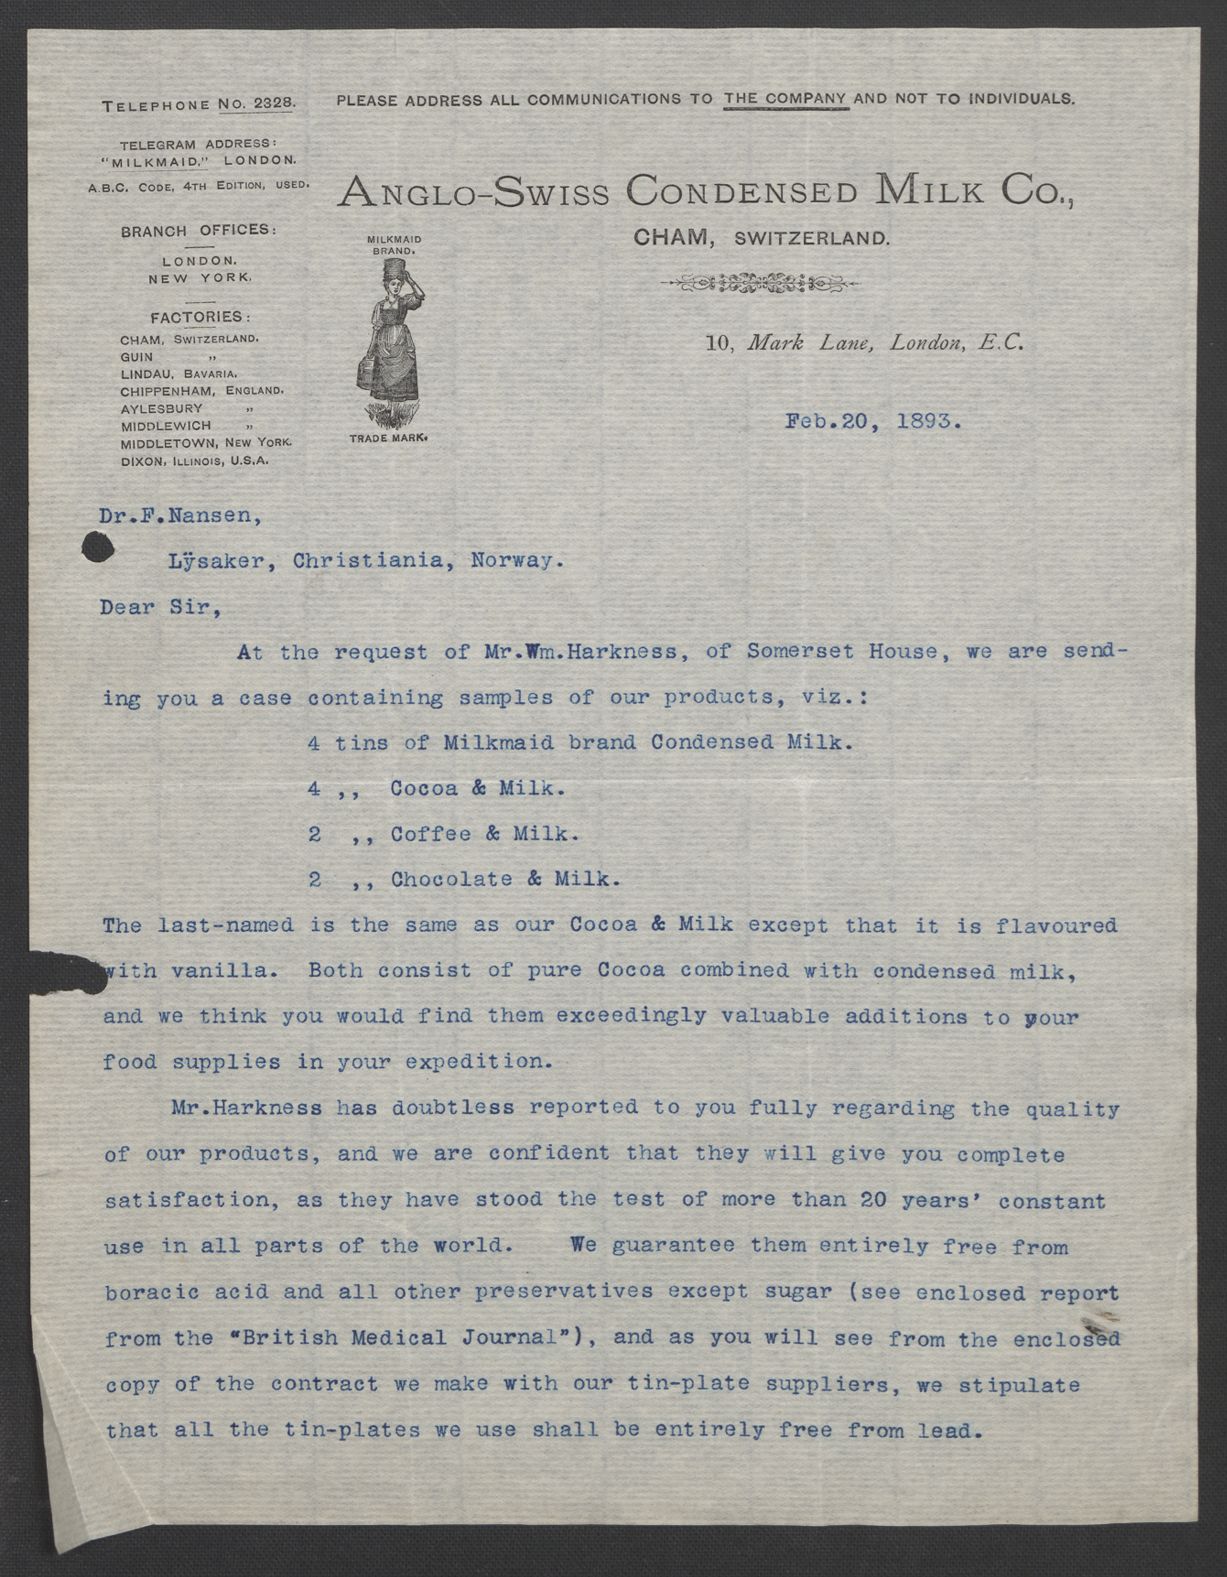 TELEPHONE NO. 2328.
PLEASE ADDRESS ALL COMMUNICATIONS TO THE COMPANY AND NOT TO INDIVIDUALS.
TELEGRAM ADDRESS:
"MILKMAID," LONDON.
A.B.C. CODE, 4TH EDITION, USED.
ANGLO-SWISS CONDENSED MILK CO.,
CHAM, SWITZERLAND.
BRANCH OFFICES:
LONDON.
NEW YORK.
FACTORIES:
CHAM, SWITZERLAND.
GUIN "
LINDAU, BAVARIA.
CHIPPENHAM, ENGLAND.
AYLESBURY "
MIDDLEWICH "
MIDDLETOWN, NEW YORK.
DIXON, ILLINOIS, U.S.A.
MILKMAID
BRAND.
TRADE MARK.
10, Mark Lane, London, E.C.
Feb.20, 1893.
Dr.F.Nansen,
Lÿsaker, Christiania, Norway.
Dear Sir,
At the request of Mr.Wm.Harkness, of Somerset House, we are send-
ing you a case containing samples of our products, viz.:
4 tins of Milkmaid brand Condensed Milk.
4 ,, Cocoa & Milk.
2 ,, Coffee & Milk.
2 ,, Chocolate & Milk.
The last-named is the same as our Cocoa & Milk except that it is flavoured
with vanilla. Both consist of pure Cocoa combined with condensed milk,
and we think you would find them exceedingly valuable additions to your
food supplies in your expedition.
Mr.Harkness has doubtless reported to you fully regarding the quality
of our products, and we are confident that they will give you complete
satisfaction, as they have stood the test of more than 20 years' constant
use in all parts of the world. We guarantee them entirely free from
boracic acid and all other preservatives except sugar (see enclosed report
from the "British Medical Journal"), and as you will see from the enclosed
copy of the contract we make with our tin-plate suppliers, we stipulate
that all the tin-plates we use shall be entirely free from lead.